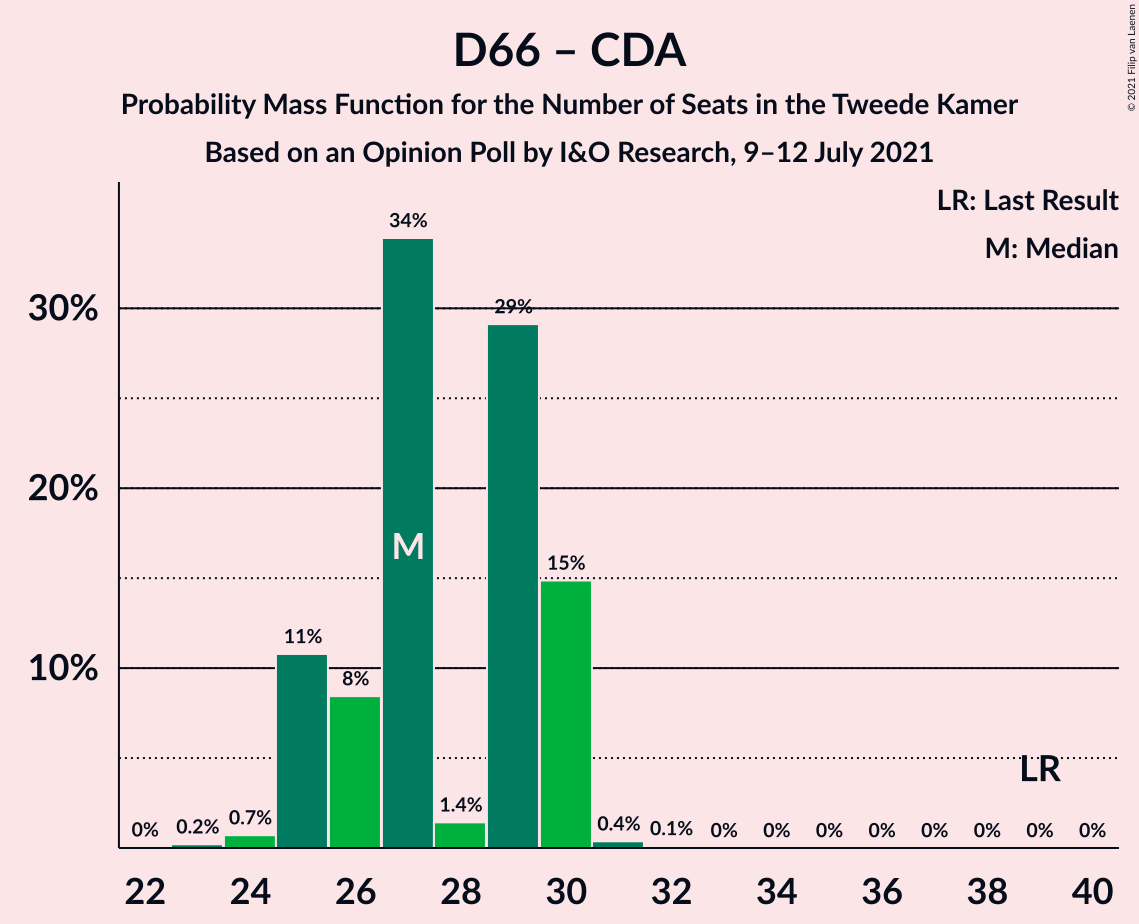 D66 – CDA
Probability Mass Function for the Number of Seats in the Tweede Kamer
Based on an Opinion Poll by I&O Research, 9–12 July 2021
© 2021 Filip van Laenen
LR: Last Result
M: Median
30%
20%
10%
0%
0.2%
0.7%
11%
8%
34%
M
1.4%
29%
15%
0.4%
0.1%
0%
0%
0%
0%
0%
0%
0%
0%
LR
22 24 26 28 30 32 34 36 38 40